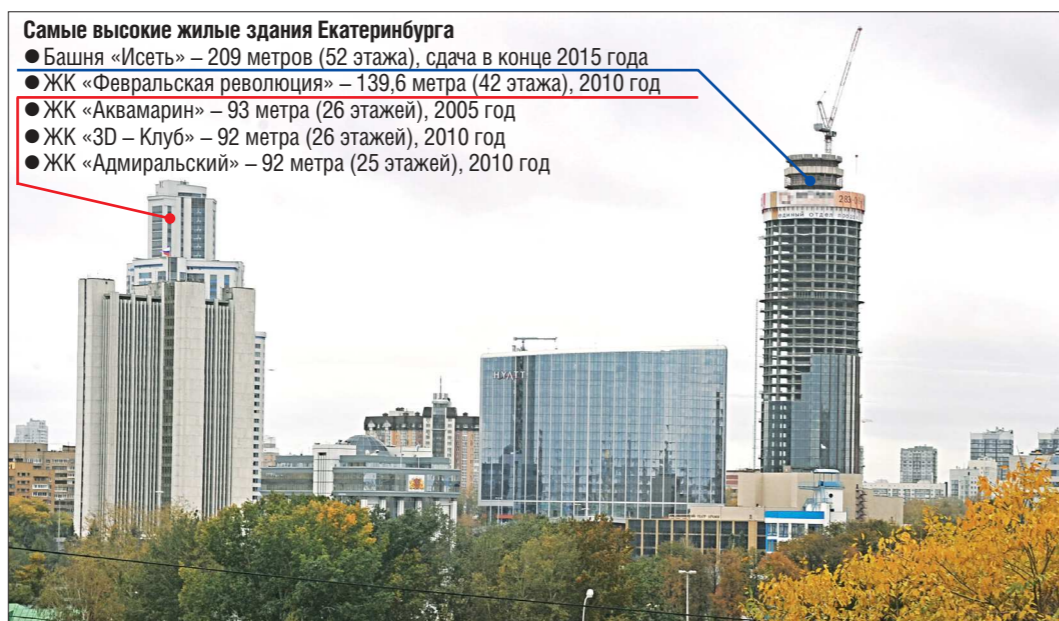 Самые высокие жилые здания Екатеринбурга
● Башня «Исеть» – 209 метров (52 этажа), сдача в конце 2015 года
● ЖК «Февральская революция» – 139,6 метра (42 этажа), 2010 год
● ЖК «Аквамарин» – 93 метра (26 этажей), 2005 год
● ЖК «3D – Клуб» – 92 метра (26 этажей), 2010 год
● ЖК «Адмиральский» – 92 метра (25 этажей), 2010 год
единый отдел
HYATT